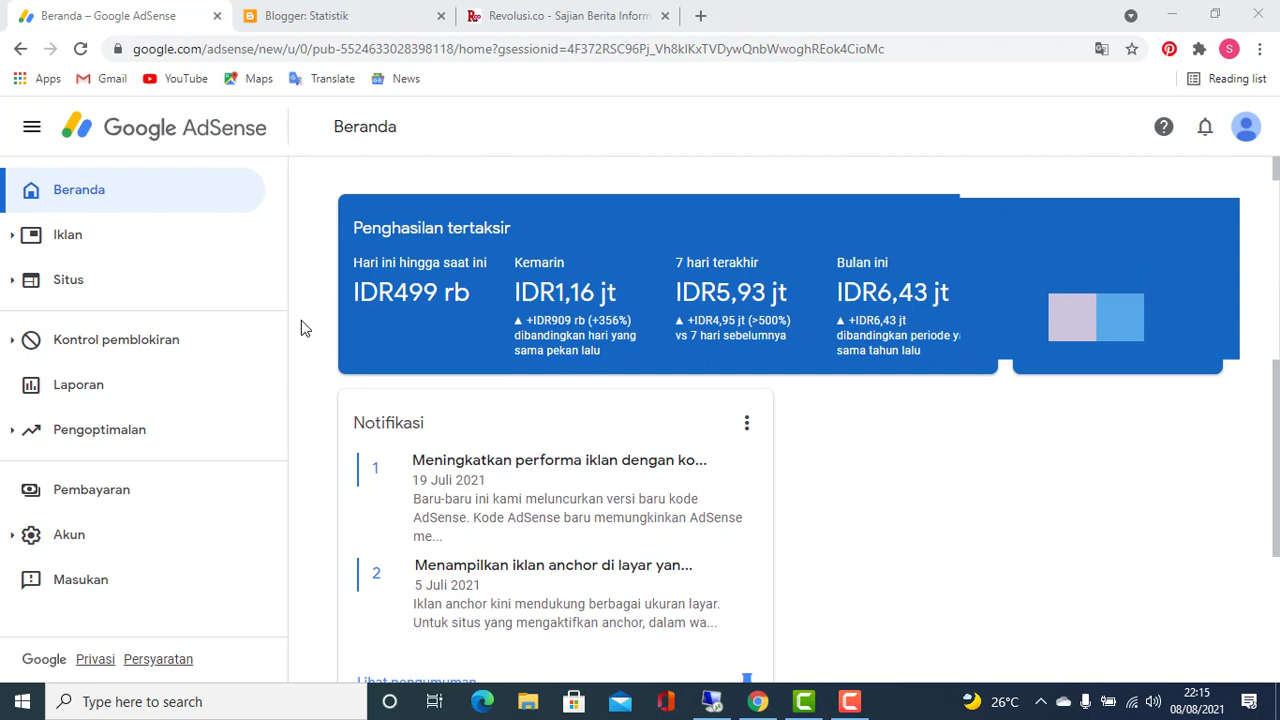 Beranda – Google AdSense
Blogger: Statistik
Revolusi.co - Sajian Berita Inform
google.com/adsense/new/u/0/pub-5524633028398118/home?gsessionid=4F372RSC96Pj_Vh8kIKxTVDywQnbWwoghREok4CioMc
S
Apps
Gmail
YouTube
Maps
Translate
News
Reading list
Google AdSense
Beranda
Beranda
Iklan
Situs
Kontrol pemblokiran
Laporan
Pengoptimalan
Pembayaran
Akun
Masukan
Google Privasi Persyaratan
Penghasilan tertaksir
Hari ini hingga saat ini
IDR499 rb
Kemarin
IDR1,16 jt
+IDR909 rb (+356%)
dibandingkan hari yang
sama pekan lalu
7 hari terakhir
IDR5,93 jt
+IDR4,95 jt (>500%)
vs 7 hari sebelumnya
Bulan ini
IDR6,43 jt
+IDR6,43 jt
dibandingkan periode
sama tahun lalu
Notifikasi
1
Meningkatkan performa iklan dengan ko...
19 Juli 2021
Baru-baru ini kami meluncurkan versi baru kode
AdSense. Kode AdSense baru memungkinkan AdSense
me...
2
Menampilkan iklan anchor di layar yan...
5 Juli 2021
Iklan anchor kini mendukung berbagai ukuran layar.
Untuk situs yang mengaktifkan anchor, dalam wa...
Lihat pengumuman
Type here to search
26°C
22:15
08/08/2021